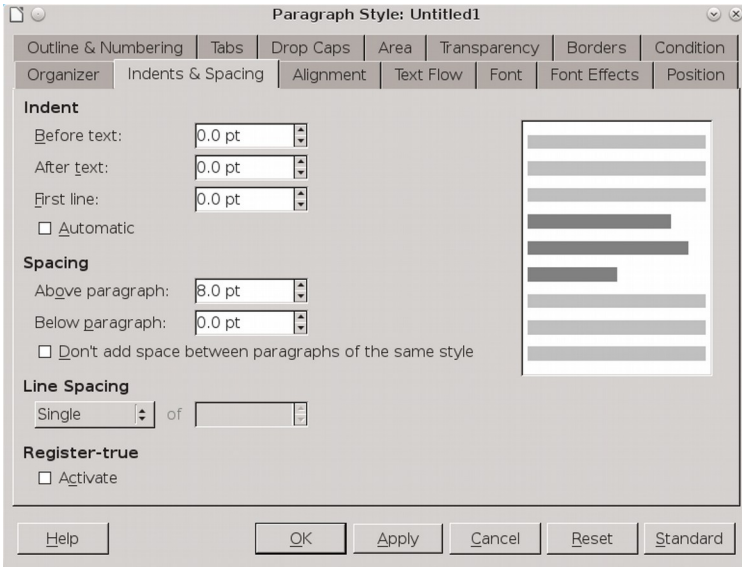 Paragraph Style: Untitled1
Outline & Numbering Tabs Drop Caps Area Transparency Borders Condition
Organizer Indents & Spacing Alignment Text Flow Font Font Effects Position
Indent
Before text: 0.0 pt
After text: 0.0 pt
First line: 0.0 pt
Automatic
Spacing
Above paragraph: 8.0 pt
Below paragraph: 0.0 pt
Don't add space between paragraphs of the same style
Line Spacing
Single of
Register-true
Activate
Help OK Apply Cancel Reset Standard